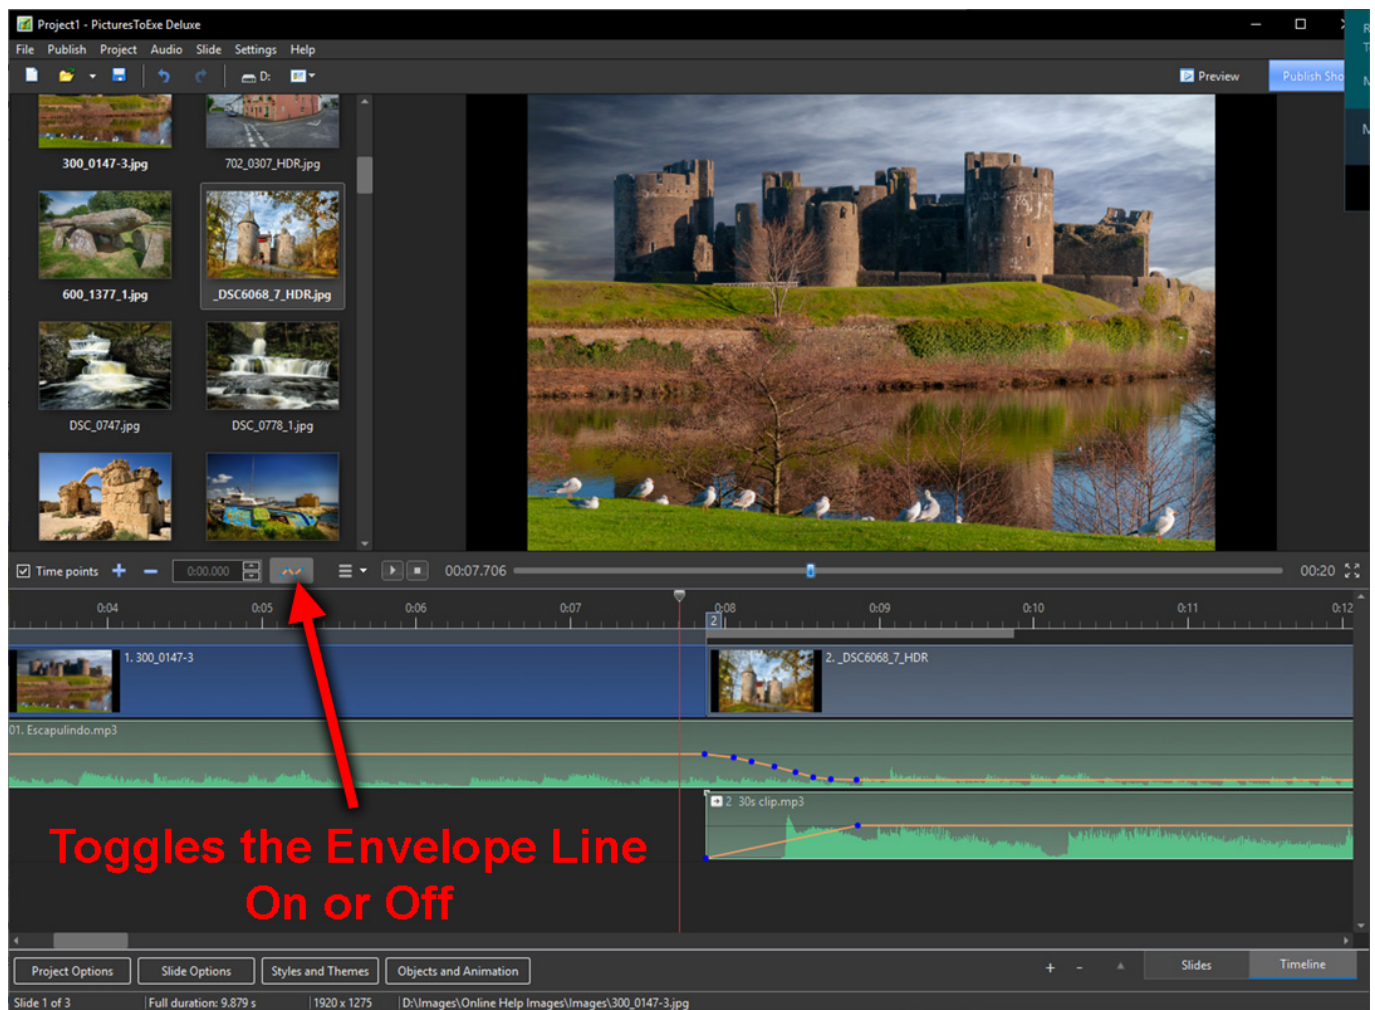 Project1 - PicturesToExe Deluxe
File Publish Project Audio Slide Settings Help
D:
Preview
Publish Sho
300_0147-3.jpg
702_0307_HDR.jpg
600_1377_1.jpg
_DSC6068_7_HDR.jpg
DSC_0747.jpg
DSC_0778_1.jpg
Time points
0:00.000
00:07.706
00:20
0:04 0:05 0:06 0:07 0:08 0:09 0:10 0:11 0:12
2
1. 300_0147-3
2. _DSC6068_7_HDR
01. Escapulindo.mp3
2 30s clip.mp3
Toggles the Envelope Line
On or Off
Project Options
Slide Options
Styles and Themes
Objects and Animation
+ -
Slides
Timeline
Slide 1 of 3
Full duration: 9.879 s
1920 x 1275
D:\Images\Online Help Images\Images\300_0147-3.jpg